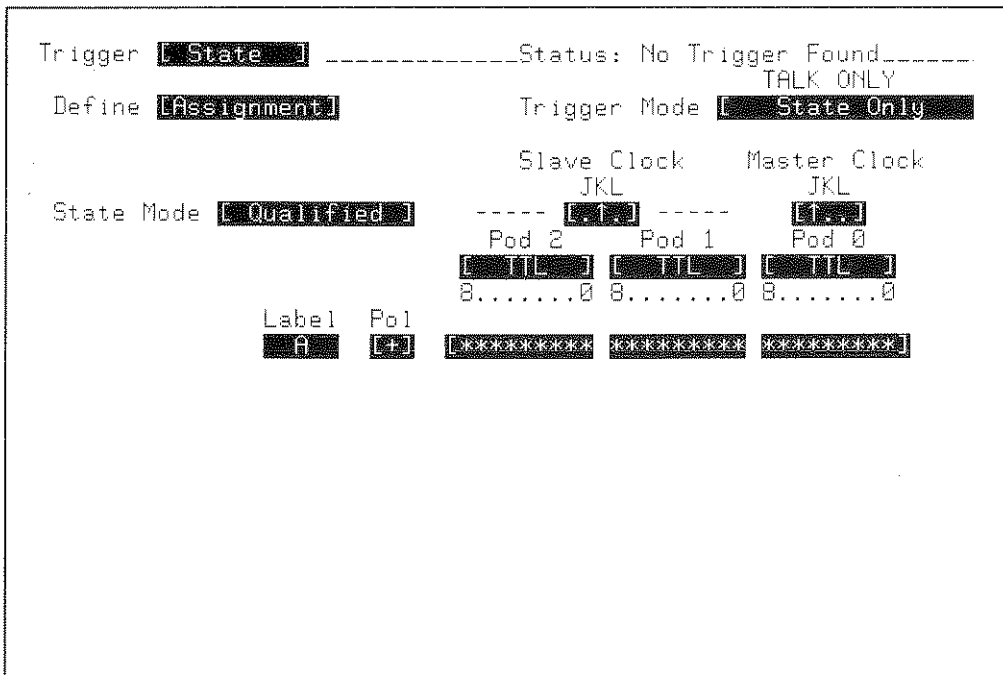 Trigger [ State ] _____________Status: No Trigger Found______
TALK ONLY
Define [Assignment] Trigger Mode [ State Only
Slave Clock Master Clock
JKL JKL
State Mode [ Qualified ] ----- [.↑.] ----- [↑..]
Pod 2 Pod 1 Pod 0
[ TTL ] [ TTL ] [ TTL ]
8.......0 8.......0 8.......0
Label Pol
A [+] [********* ********* *********]